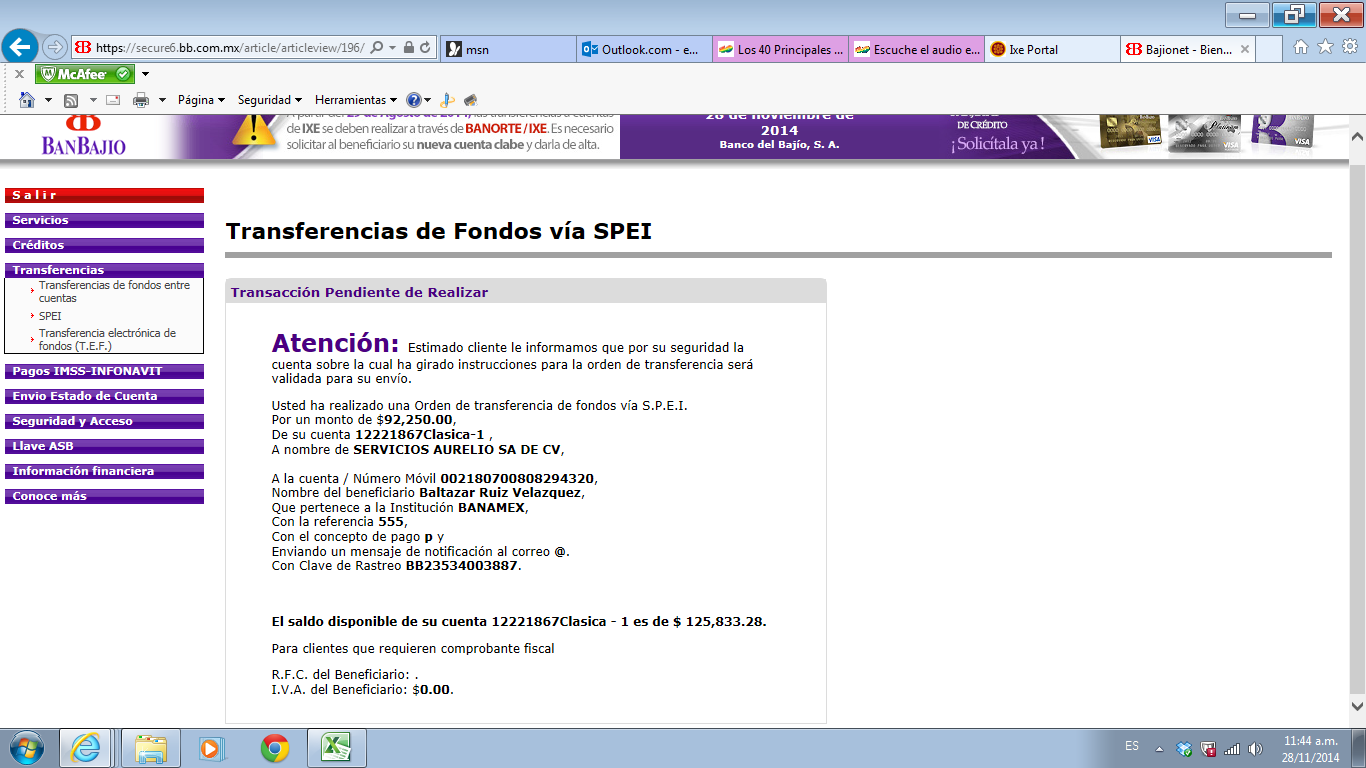 https://secure6.bb.com.mx/article/articleview/196/
msn
Outlook.com - e...
Los 40 Principales ...
Escuche el audio e...
Ixe Portal
Bajionet - Bien...
McAfee
Página
Seguridad
Herramientas
BANBAJIO
de IXE se deben realizar a través de BANORTE / IXE. Es necesario
solicitar al beneficiario su nueva cuenta clabe y darla de alta.
28 de noviembre de
2014
Banco del Bajío, S. A.
DE CRÉDITO
¡Solicítala ya!
VISA
VISA
VISA
Salir
Servicios
Créditos
Transferencias
Transferencias de fondos entre
cuentas
SPEI
Transferencia electrónica de
fondos (T.E.F.)
Pagos IMSS-INFONAVIT
Envio Estado de Cuenta
Seguridad y Acceso
Llave ASB
Información financiera
Conoce más
Transferencias de Fondos vía SPEI
Transacción Pendiente de Realizar
Atención: Estimado cliente le informamos que por su seguridad la
cuenta sobre la cual ha girado instrucciones para la orden de transferencia será
validada para su envío.
Usted ha realizado una Orden de transferencia de fondos vía S.P.E.I.
Por un monto de $92,250.00,
De su cuenta 12221867Clasica-1 ,
A nombre de SERVICIOS AURELIO SA DE CV,
A la cuenta / Número Móvil 002180700808294320,
Nombre del beneficiario Baltazar Ruiz Velazquez,
Que pertenece a la Institución BANAMEX,
Con la referencia 555,
Con el concepto de pago p y
Enviando un mensaje de notificación al correo @.
Con Clave de Rastreo BB23534003887.
El saldo disponible de su cuenta 12221867Clasica - 1 es de $ 125,833.28.
Para clientes que requieren comprobante fiscal
R.F.C. del Beneficiario: .
I.V.A. del Beneficiario: $0.00.
ES
11:44 a.m.
28/11/2014